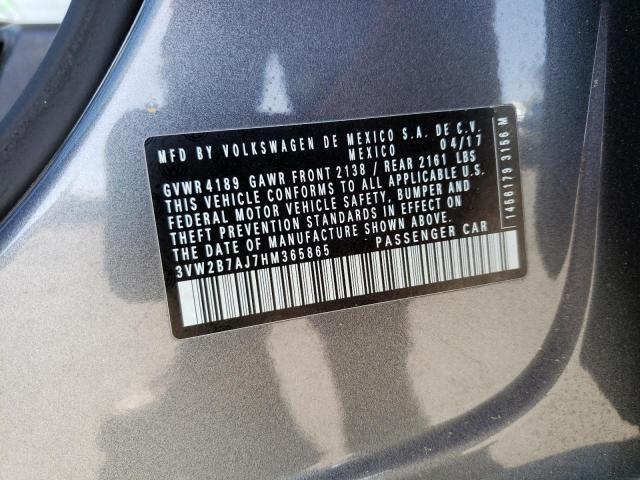 MFD BY VOLKSWAGEN DE MEXICO S.A. DE C.V.
MEXICO 04/17
GVWR 4189 GAWR FRONT 2138 / REAR 2161 LBS
THIS VEHICLE CONFORMS TO ALL APPLICABLE U.S.
FEDERAL MOTOR VEHICLE SAFETY, BUMPER AND
THEFT PREVENTION STANDARDS IN EFFECT ON
THE DATE OF MANUFACTURE SHOWN ABOVE.
3VW2B7AJ7HM365865 PASSENGER CAR
1456179 3156 M